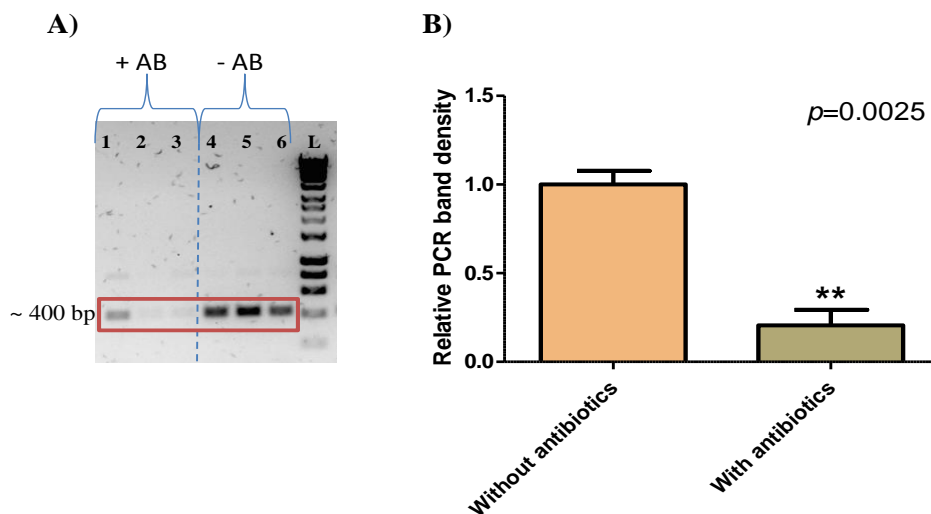 A)
+ AB - AB
1 2 3 4 5 6 L
~ 400 bp
B)
p=0.0025
Relative PCR band density
1.5
1.0
0.5
0.0
**
Without antibiotics
With antibiotics